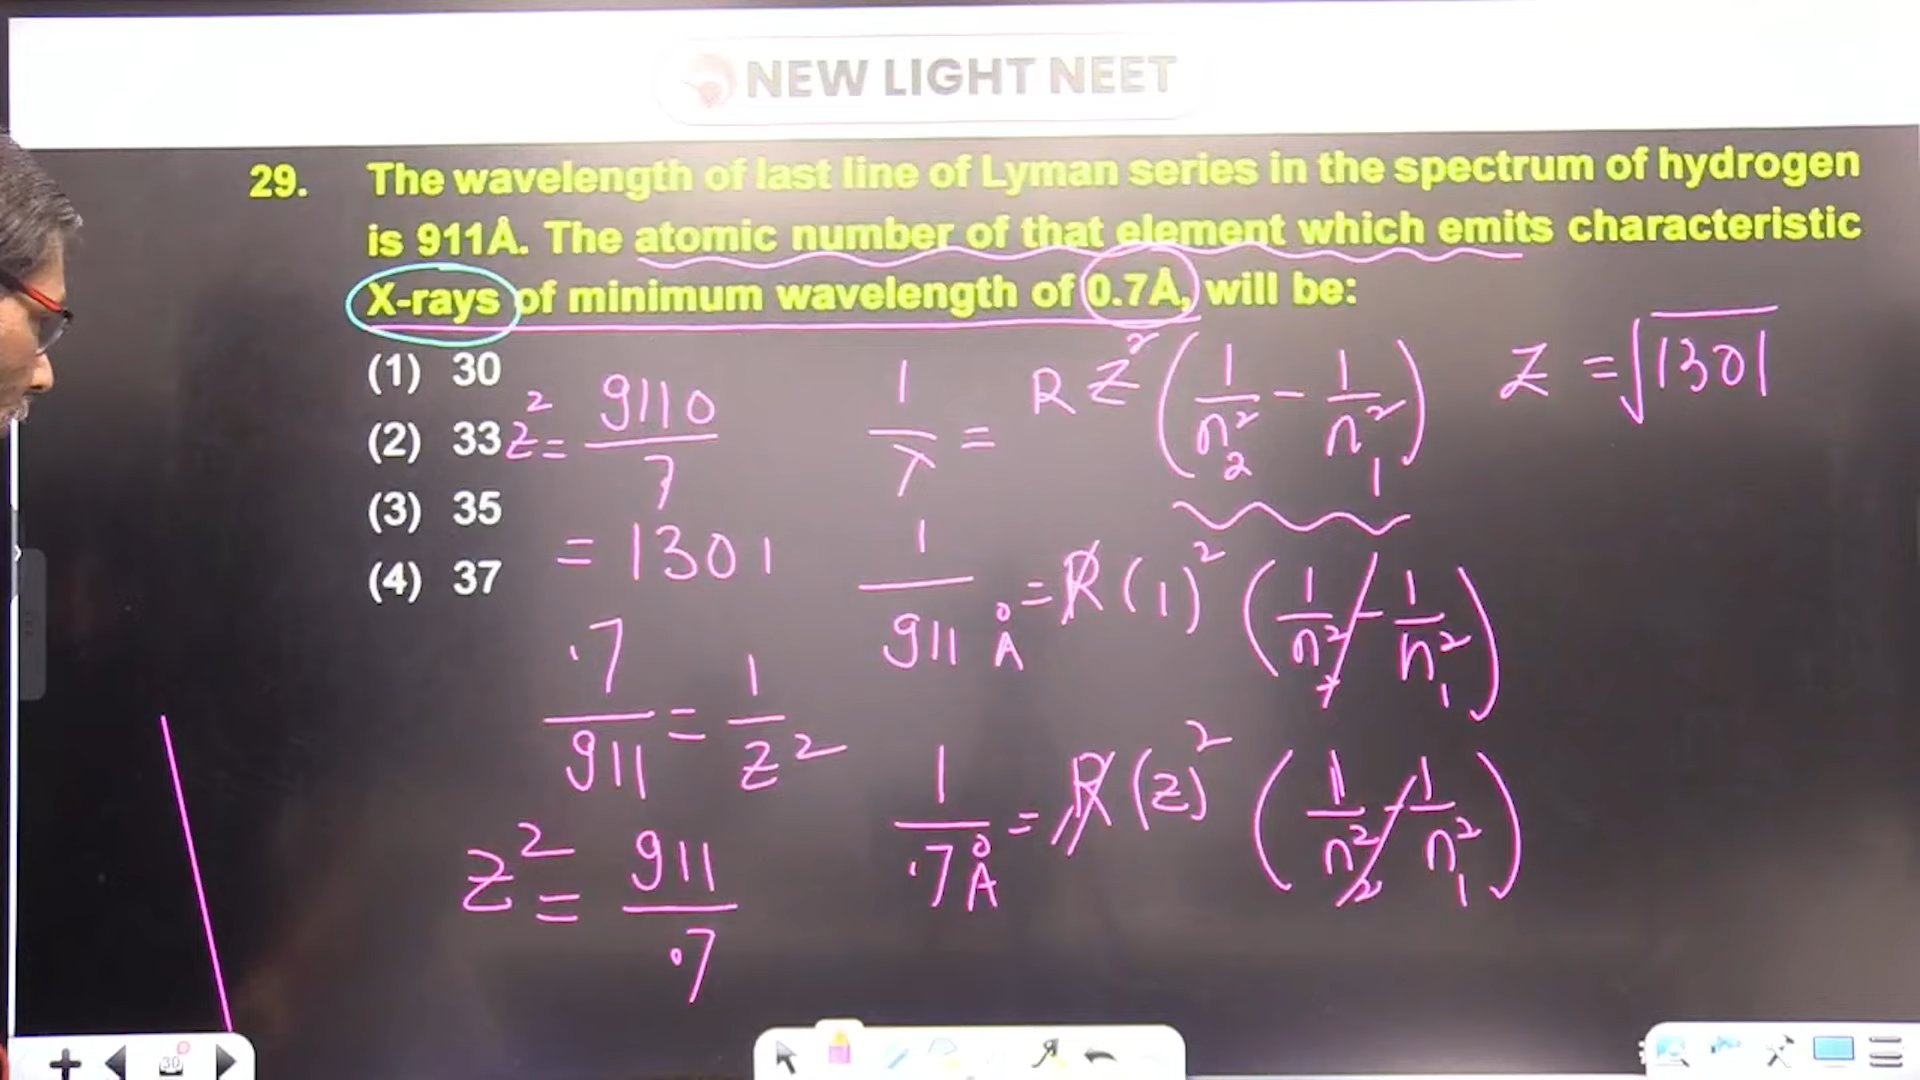 NEW LIGHT NEET
29. The wavelength of last line of Lyman series in the spectrum of hydrogen
is 911Å. The atomic number of that element which emits characteristic
X-rays of minimum wavelength of 0.7Å, will be:
(1) 30
(2) 33
(3) 35
(4) 37
z² = 9110/7
= 1301
.7/911 = 1/z²
z² = 911/.7
1/λ = RZ² (1/n₂² - 1/n₁²)
1/911 Å = R(1)² (1/n₂² - 1/n₁²)
1/.7Å = R(z)² (1/n₂² - 1/n₁²)
Z = √1301
30